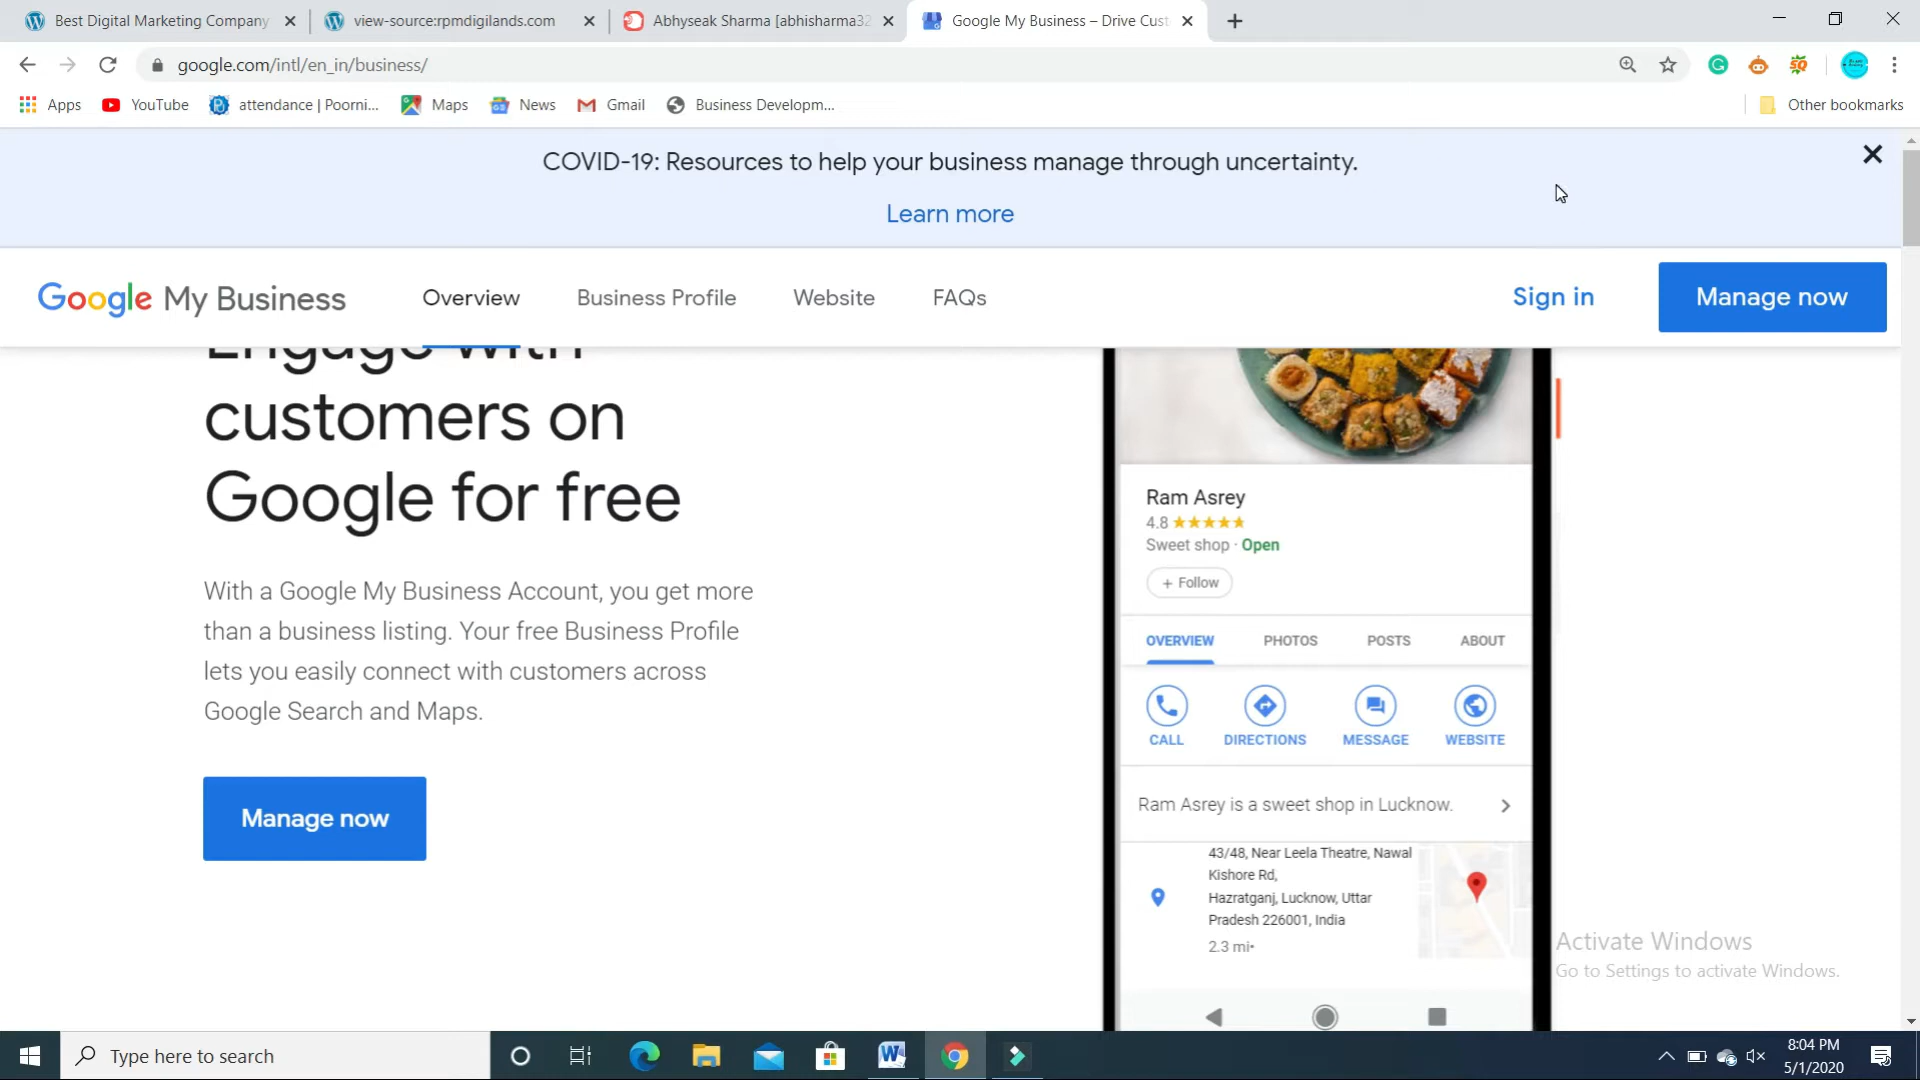 Best Digital Marketing Company
view-source:rpmdigilands.com
Abhyseak Sharma [abhisharma32
Google My Business – Drive Cust
google.com/intl/en_in/business/
Apps
YouTube
attendance | Poorni...
Maps
News
Gmail
Business Developm...
Other bookmarks
COVID-19: Resources to help your business manage through uncertainty.
Learn more
Google My Business
Overview
Business Profile
Website
FAQs
Sign in
Manage now
Engage with
customers on
Google for free
With a Google My Business Account, you get more
than a business listing. Your free Business Profile
lets you easily connect with customers across
Google Search and Maps.
Manage now
Ram Asrey
4.8
Sweet shop · Open
+ Follow
OVERVIEW
PHOTOS
POSTS
ABOUT
CALL
DIRECTIONS
MESSAGE
WEBSITE
Ram Asrey is a sweet shop in Lucknow.
43/48, Near Leela Theatre, Nawal
Kishore Rd,
Hazratganj, Lucknow, Uttar
Pradesh 226001, India
2.3 mi·
Activate Windows
Go to Settings to activate Windows.
Type here to search
8:04 PM
5/1/2020